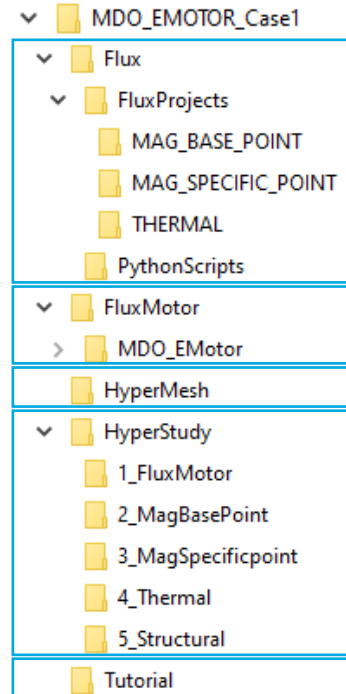 MDO_EMOTOR_Case1
Flux
FluxProjects
MAG_BASE_POINT
MAG_SPECIFIC_POINT
THERMAL
PythonScripts
FluxMotor
MDO_EMotor
HyperMesh
HyperStudy
1_FluxMotor
2_MagBasePoint
3_MagSpecificpoint
4_Thermal
5_Structural
Tutorial